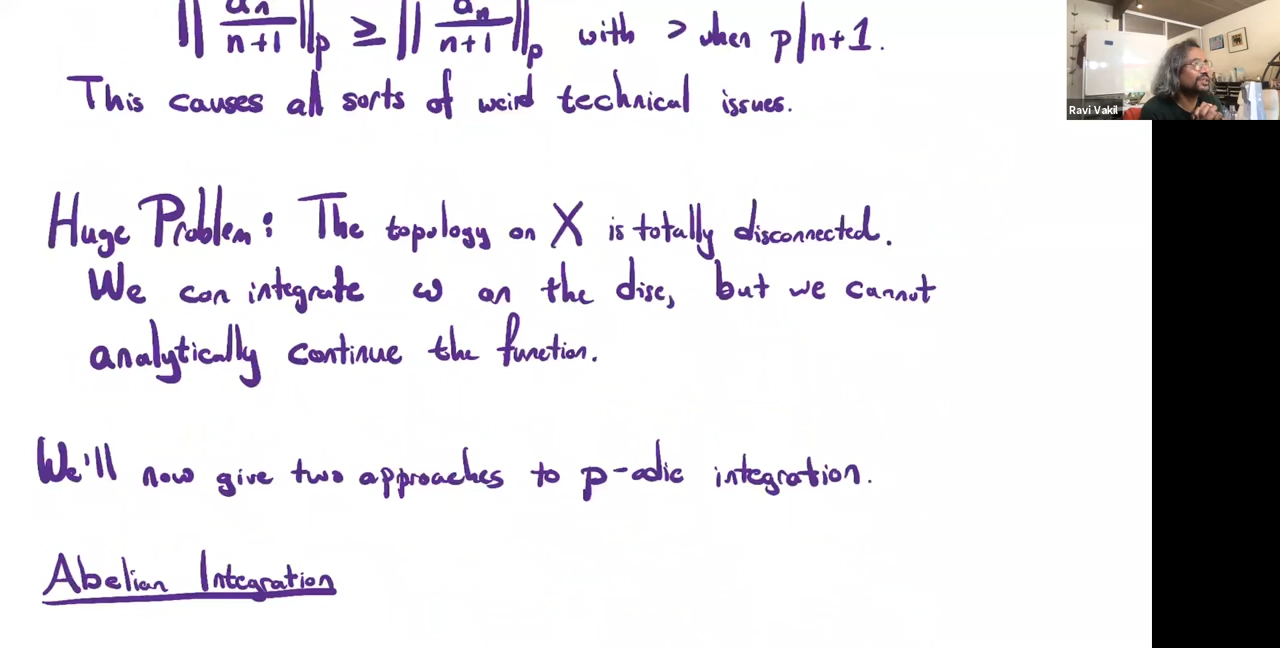 ‖ aₙ/n+1 ‖ₚ ≥ ‖ aₙ/n+1 ‖ₚ with > when p|n+1.
This causes all sorts of weird technical issues.
Huge Problem: The topology on X is totally disconnected.
We can integrate ω on the disc, but we cannot
analytically continue the function.
We'll now give two approaches to p-adic integration.
Abelian Integration
Ravi Vakil